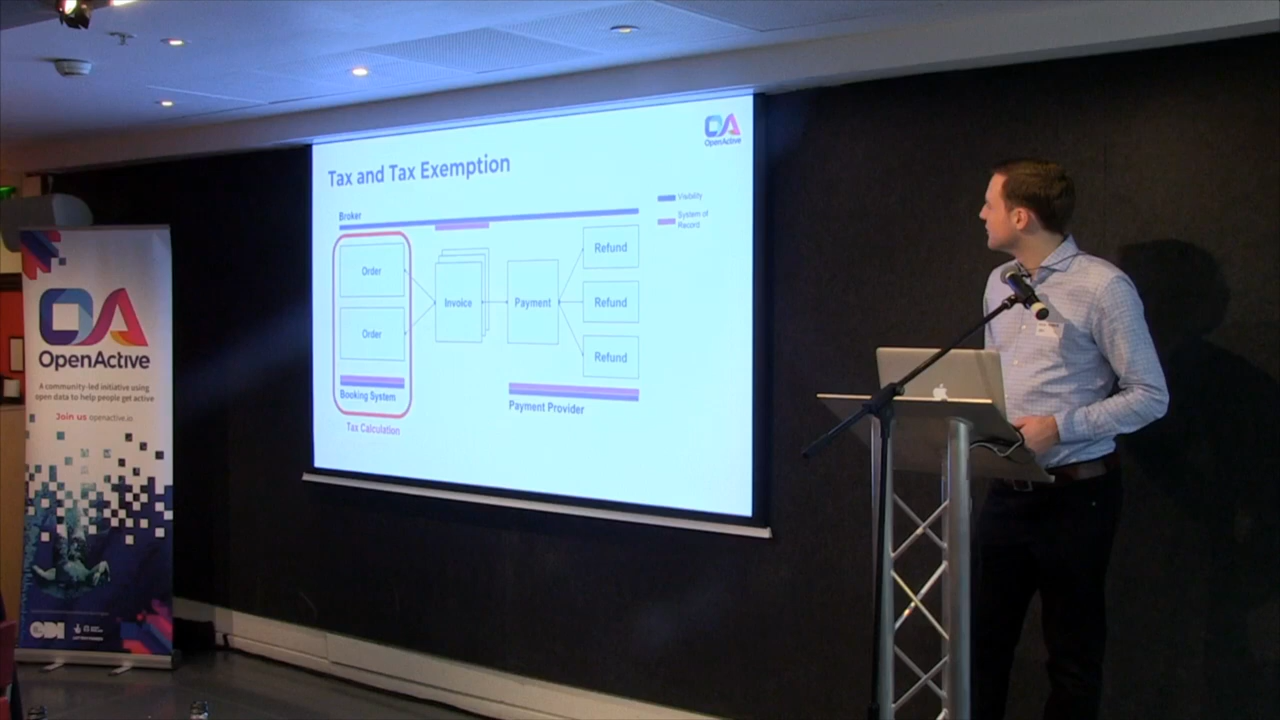 OpenActive
Tax and Tax Exemption
Visibility
System of
Record
Broker
Order
Order
Invoice
Payment
Refund
Refund
Refund
Booking System
Payment Provider
Tax Calculation
OA
OpenActive
A community-led initiative using
open data to help people get active
Join us openactive.io
ODI